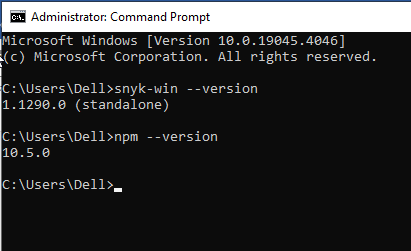 Administrator: Command Prompt
Microsoft Windows [Version 10.0.19045.4046]
(c) Microsoft Corporation. All rights reserved.
C:\Users\Dell>snyk-win --version
1.1290.0 (standalone)
C:\Users\Dell>npm --version
10.5.0
C:\Users\Dell>